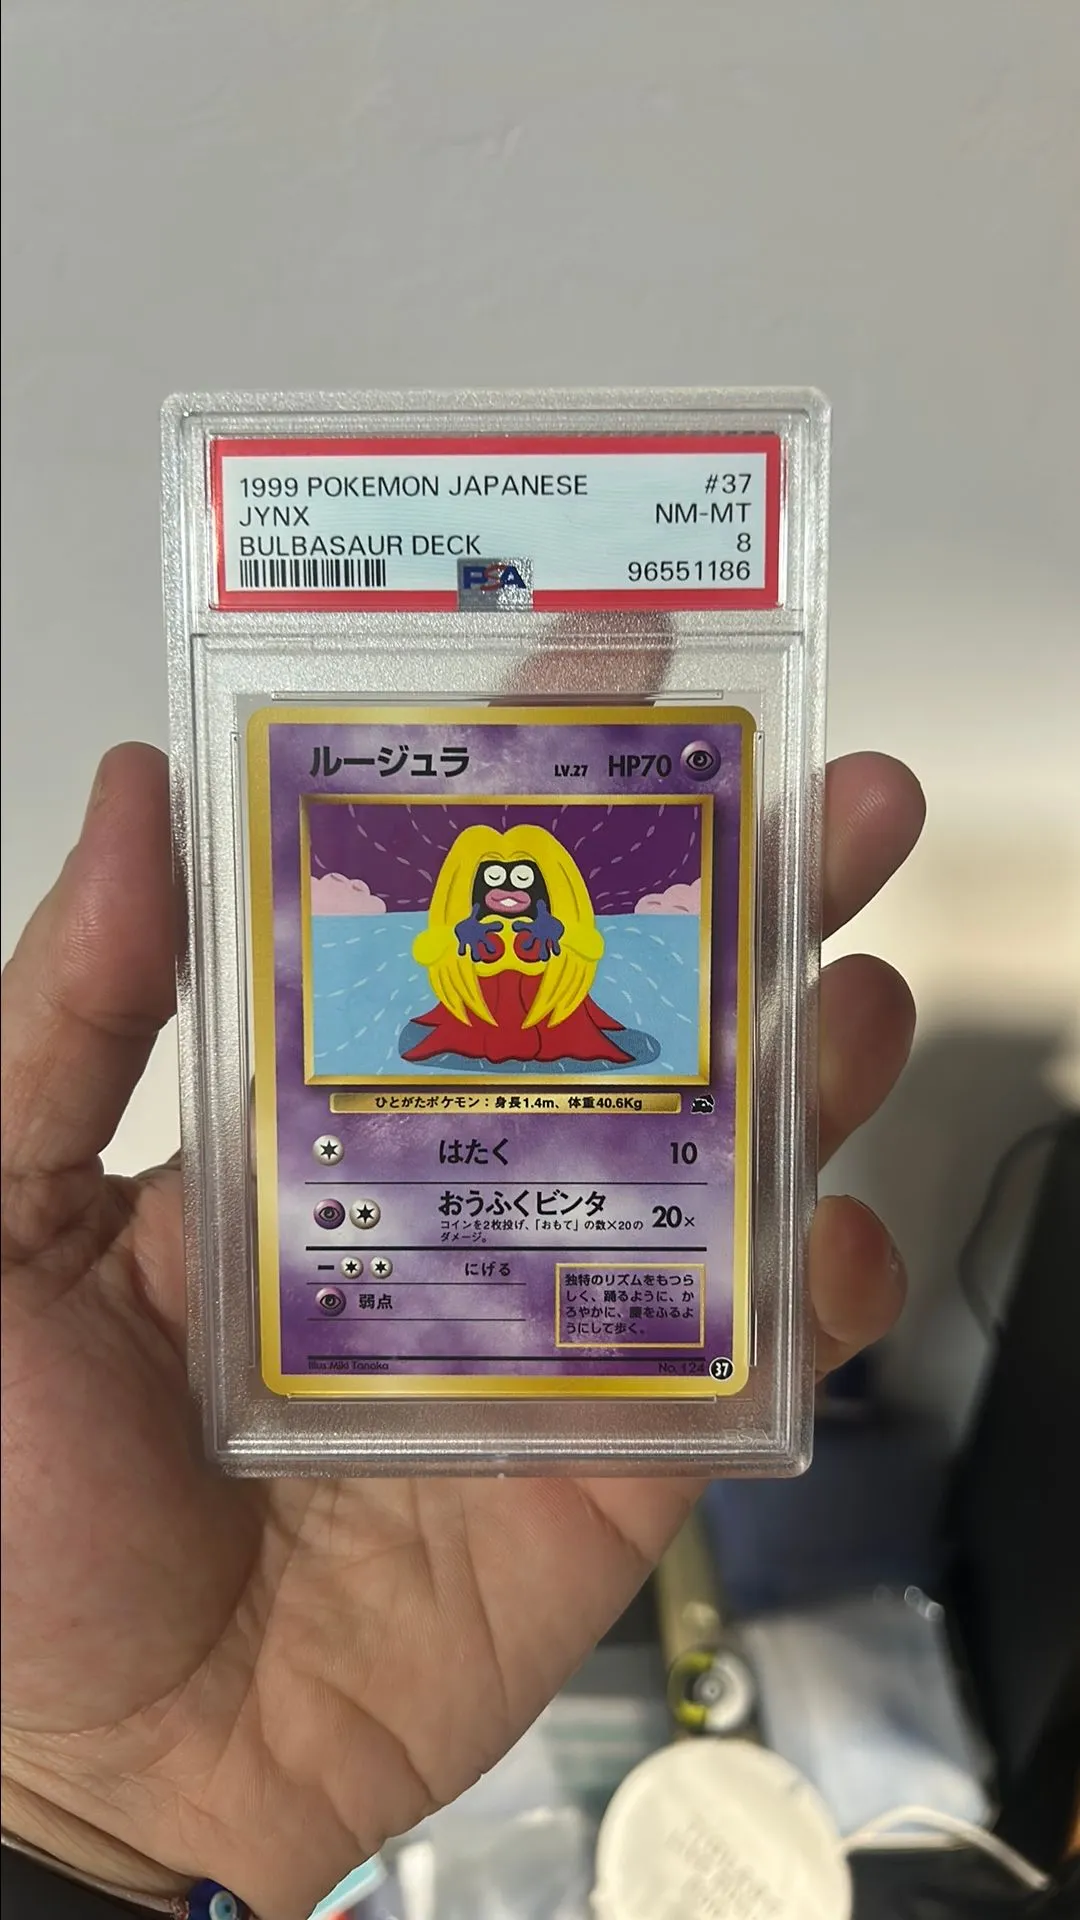 1999 POKEMON JAPANESE #37
JYNX NM-MT
BULBASAUR DECK 8
PSA 96551186
ルージュラ LV.27 HP70
ひとがたポケモン：身長1.4m、体重40.6Kg
はたく 10
おうふくビンタ 20×
コインを2枚投げ、「おもて」の数×20の
ダメージ。
にげる
弱点
独特のリズムをもつら
しく、踊るように、か
ろやかに、腰をふるよ
うにして歩く。
Illus.Miki Tanaka No. 124 37